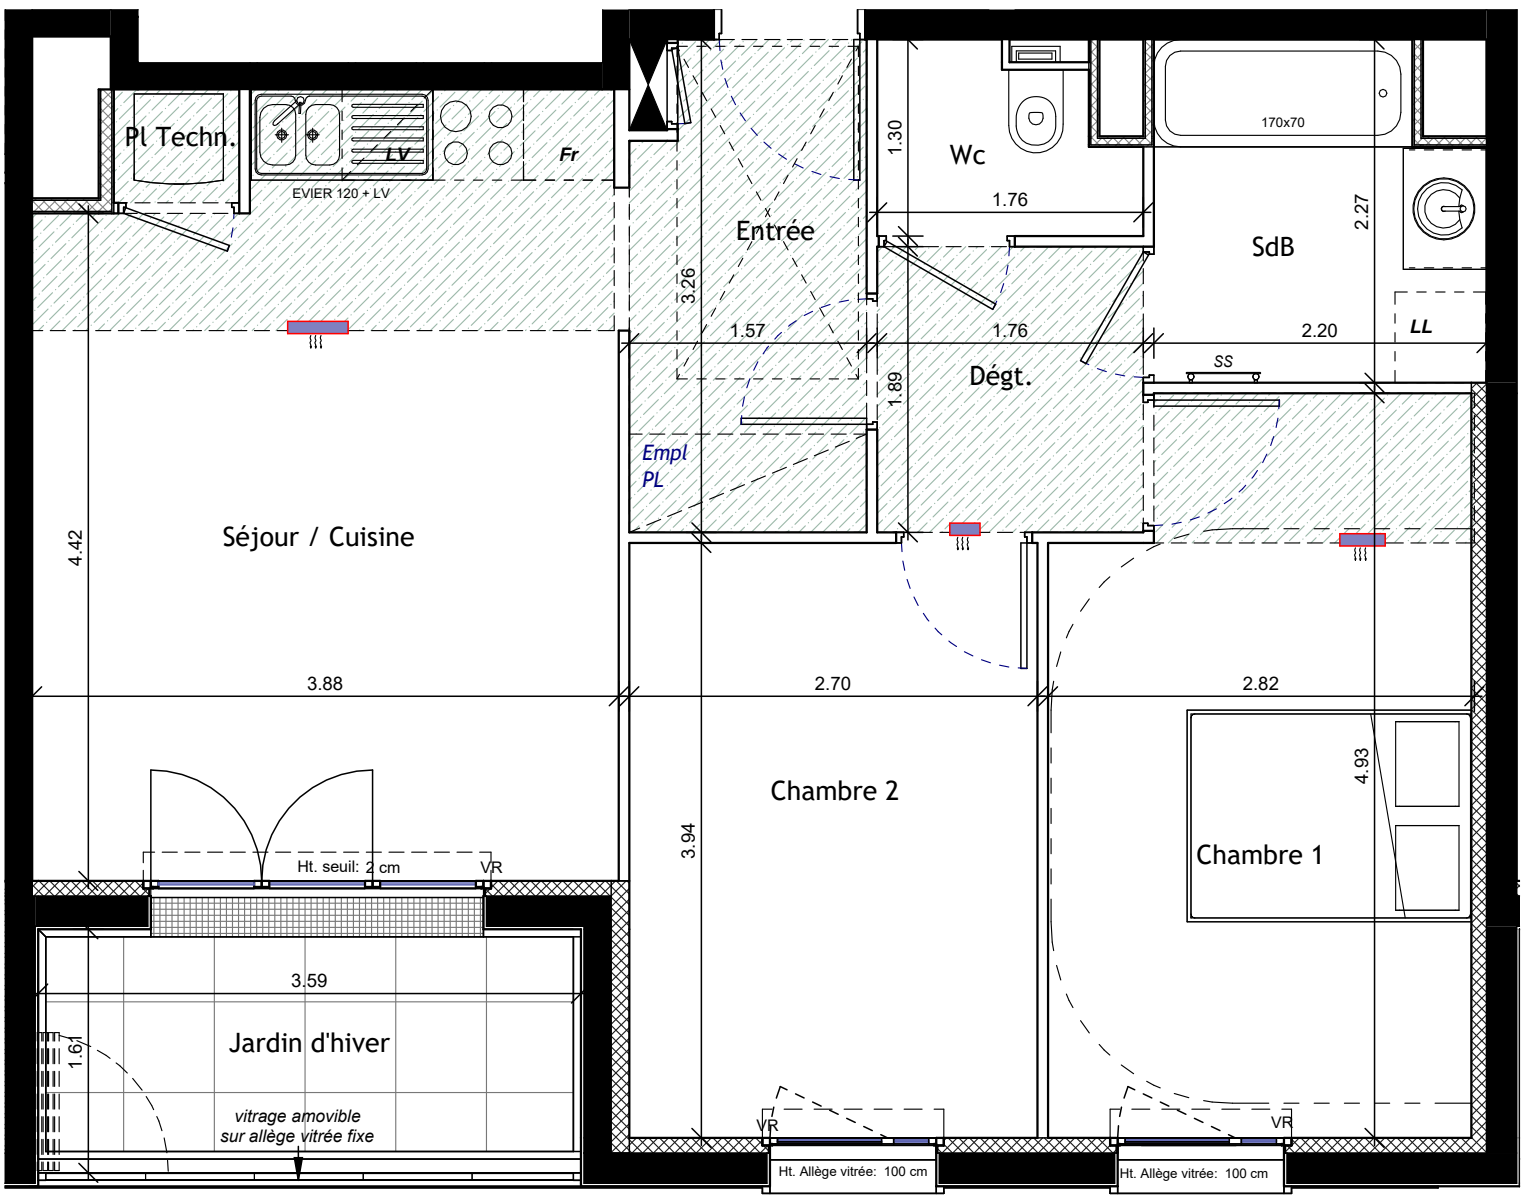 Pl Techn.
LV
Fr
EVIER 120 + LV
Entrée
3.26
1.57
Empl
PL
Wc
1.30
1.76
170x70
2.27
SdB
LL
SS
2.20
1.76
Dégt.
1.89
Séjour / Cuisine
4.42
3.88
2.70
2.82
Chambre 2
3.94
Chambre 1
4.93
Ht. seuil: 2 cm
VR
3.59
Jardin d'hiver
1.61
vitrage amovible
sur allège vitrée fixe
VR
Ht. Allège vitrée: 100 cm
VR
Ht. Allège vitrée: 100 cm